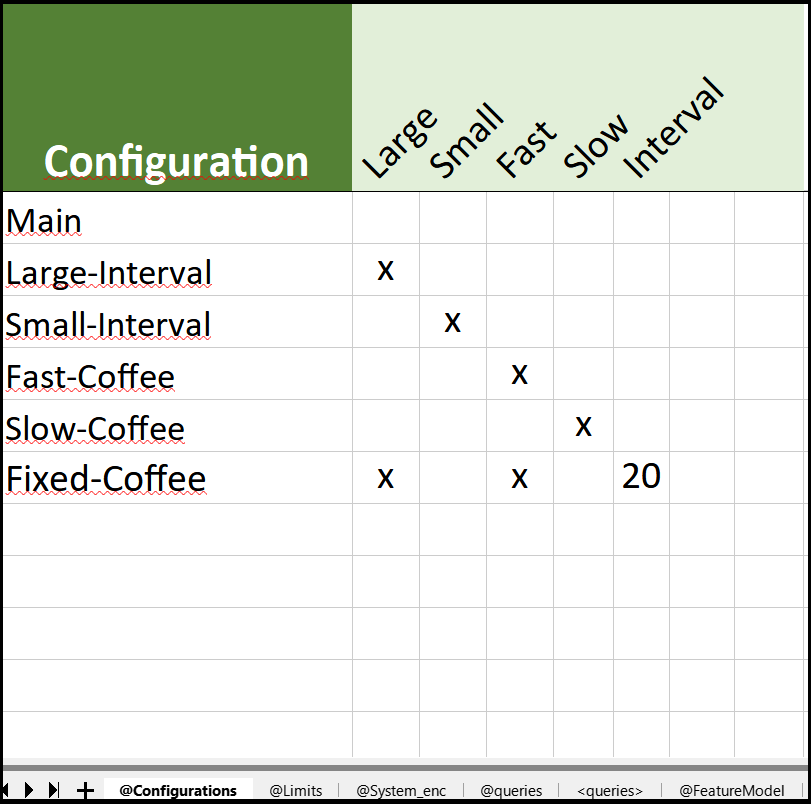 Configuration Large Small Fast Slow Interval
Main
Large-Interval x
Small-Interval x
Fast-Coffee x
Slow-Coffee x
Fixed-Coffee x x 20
@Configurations @Limits @System_enc @queries <queries> @FeatureModel